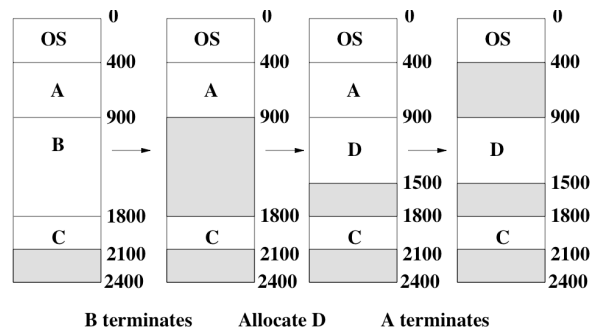 0 0 0 0
OS OS OS OS
400 400 400 400
A A A
900 900 900 900
B D D
1500 1500
1800 1800 1800 1800
C C C C
2100 2100 2100 2100
2400 2400 2400 2400
B terminates Allocate D A terminates